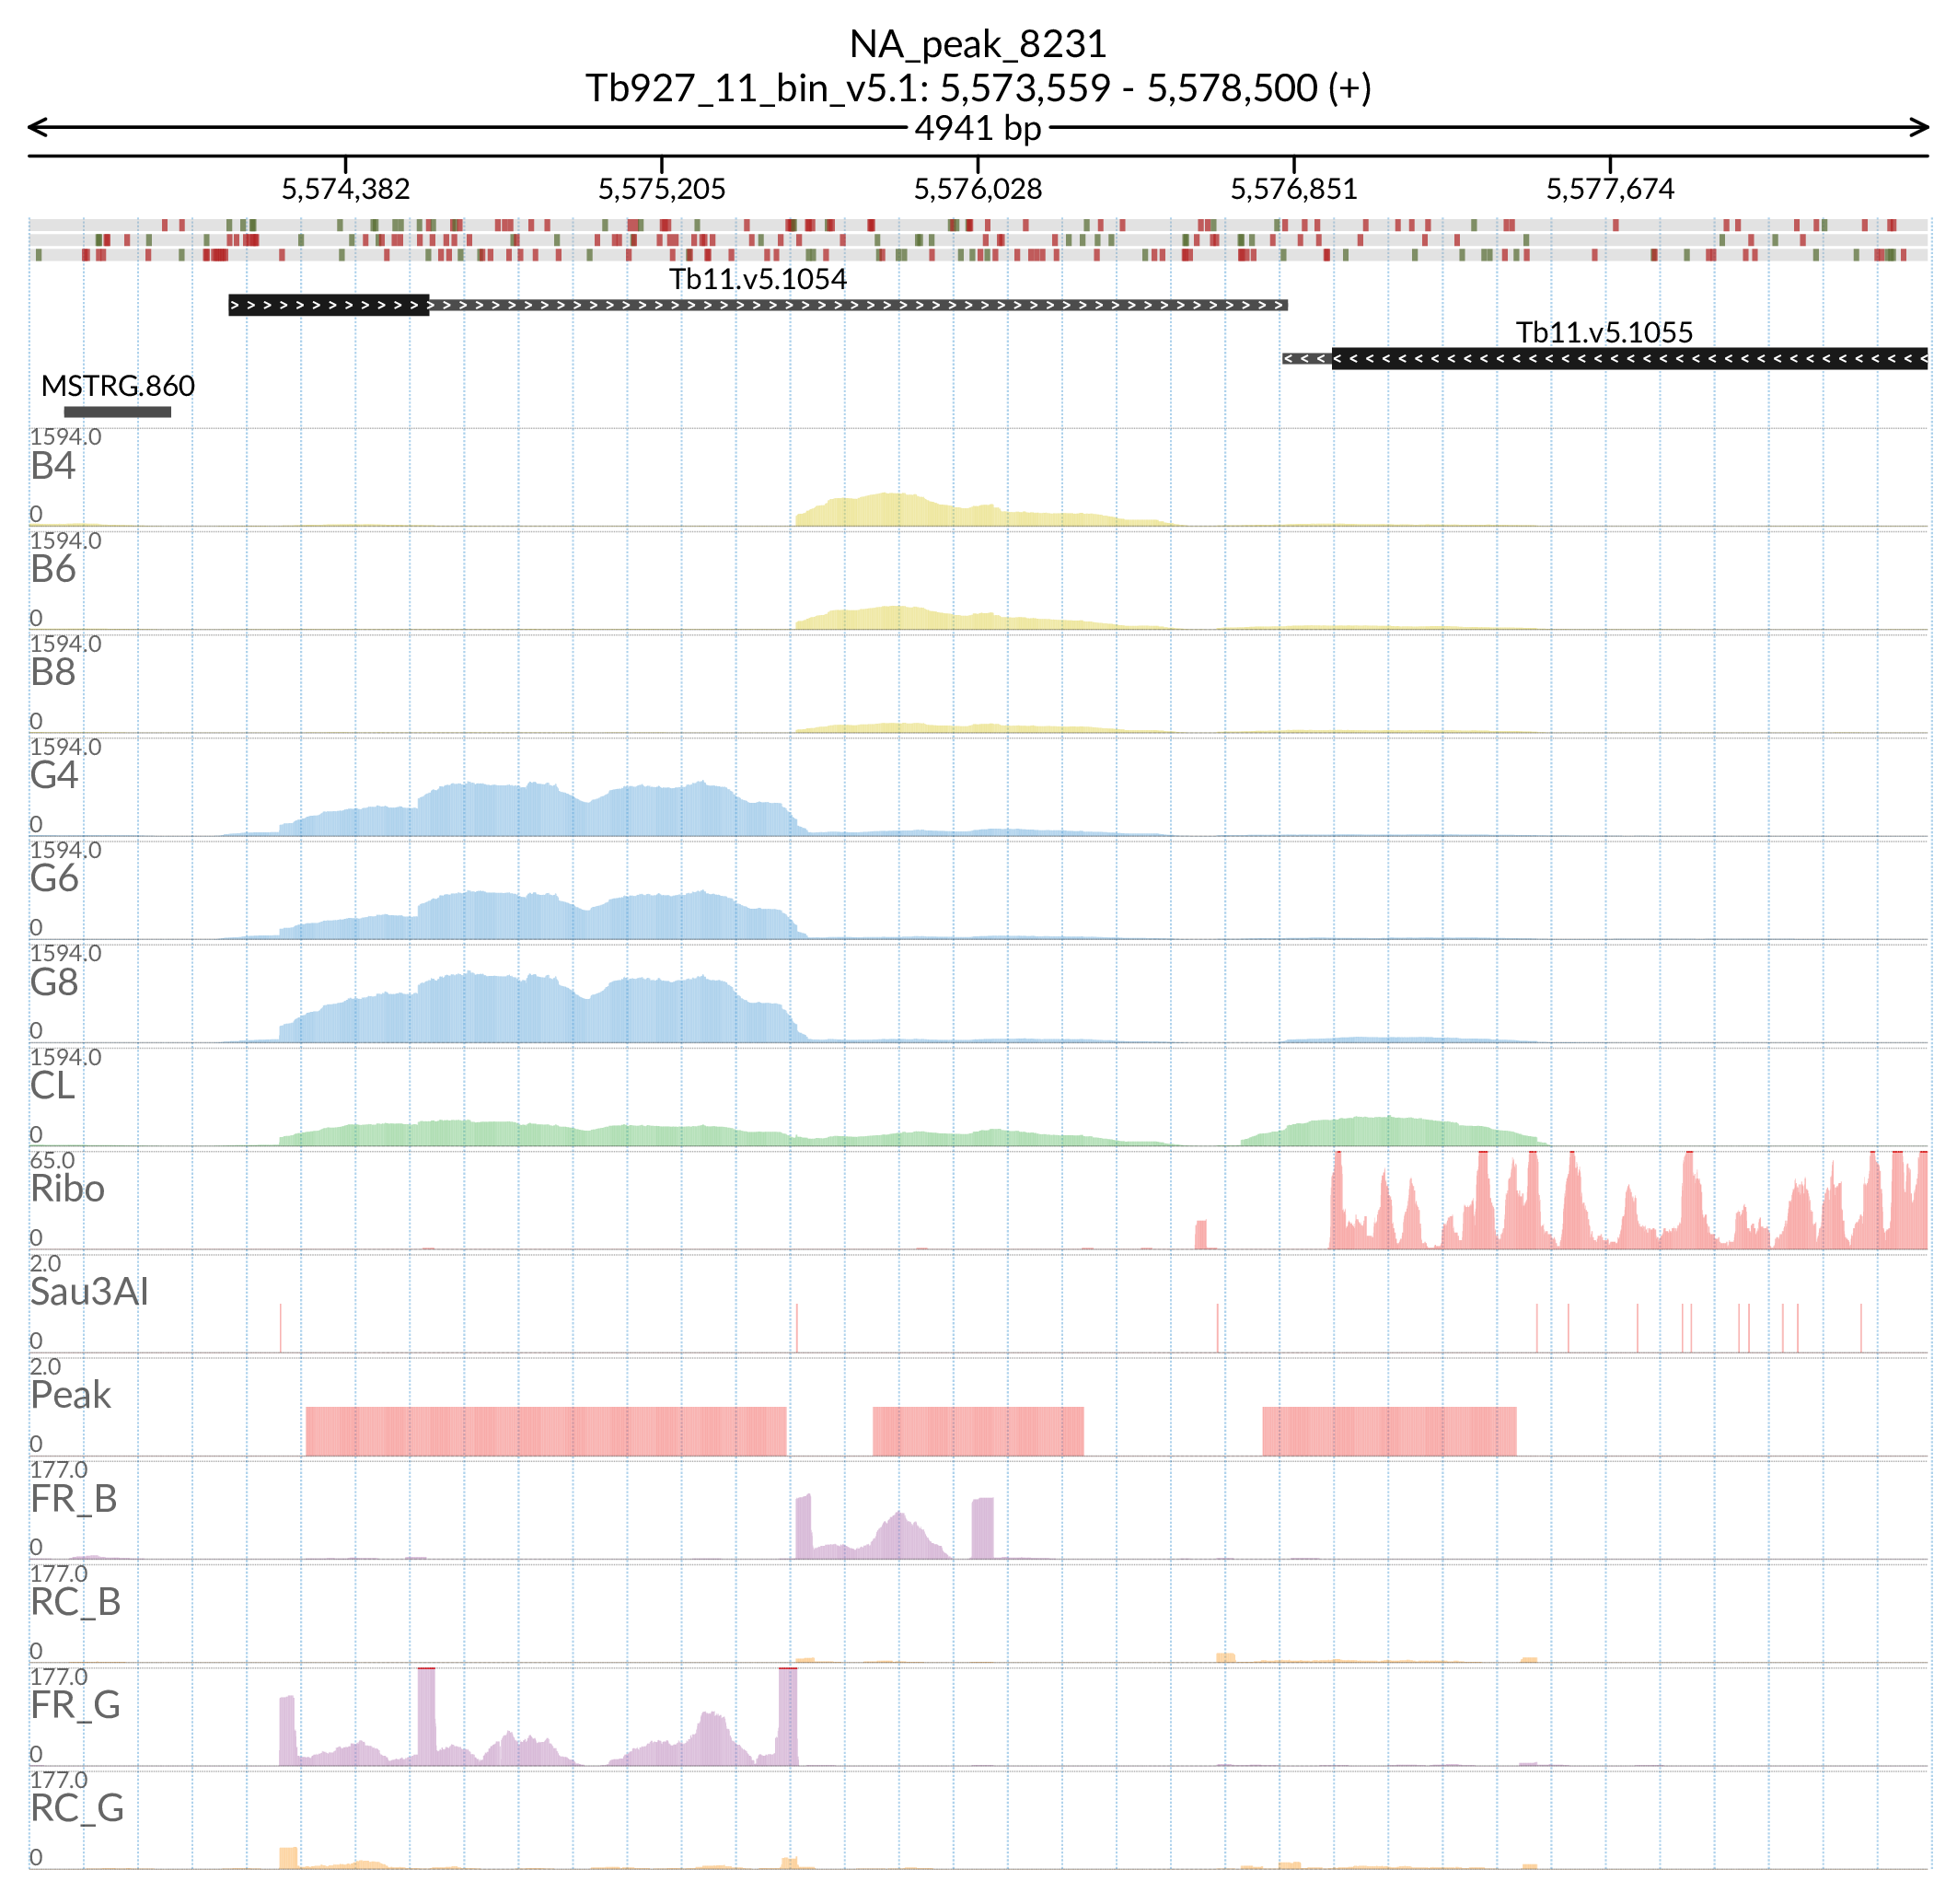 NA_peak_8231
Tb927_11_bin_v5.1: 5,573,559 - 5,578,500 (+)
4941 bp
5,574,382 5,575,205 5,576,028 5,576,851 5,577,674
Tb11.v5.1054
Tb11.v5.1055
MSTRG.860
1594.0
B4
0
1594.0
B6
0
1594.0
B8
0
1594.0
G4
0
1594.0
G6
0
1594.0
G8
0
1594.0
CL
0
65.0
Ribo
0
2.0
Sau3AI
0
2.0
Peak
0
177.0
FR_B
0
177.0
RC_B
0
177.0
FR_G
0
177.0
RC_G
0